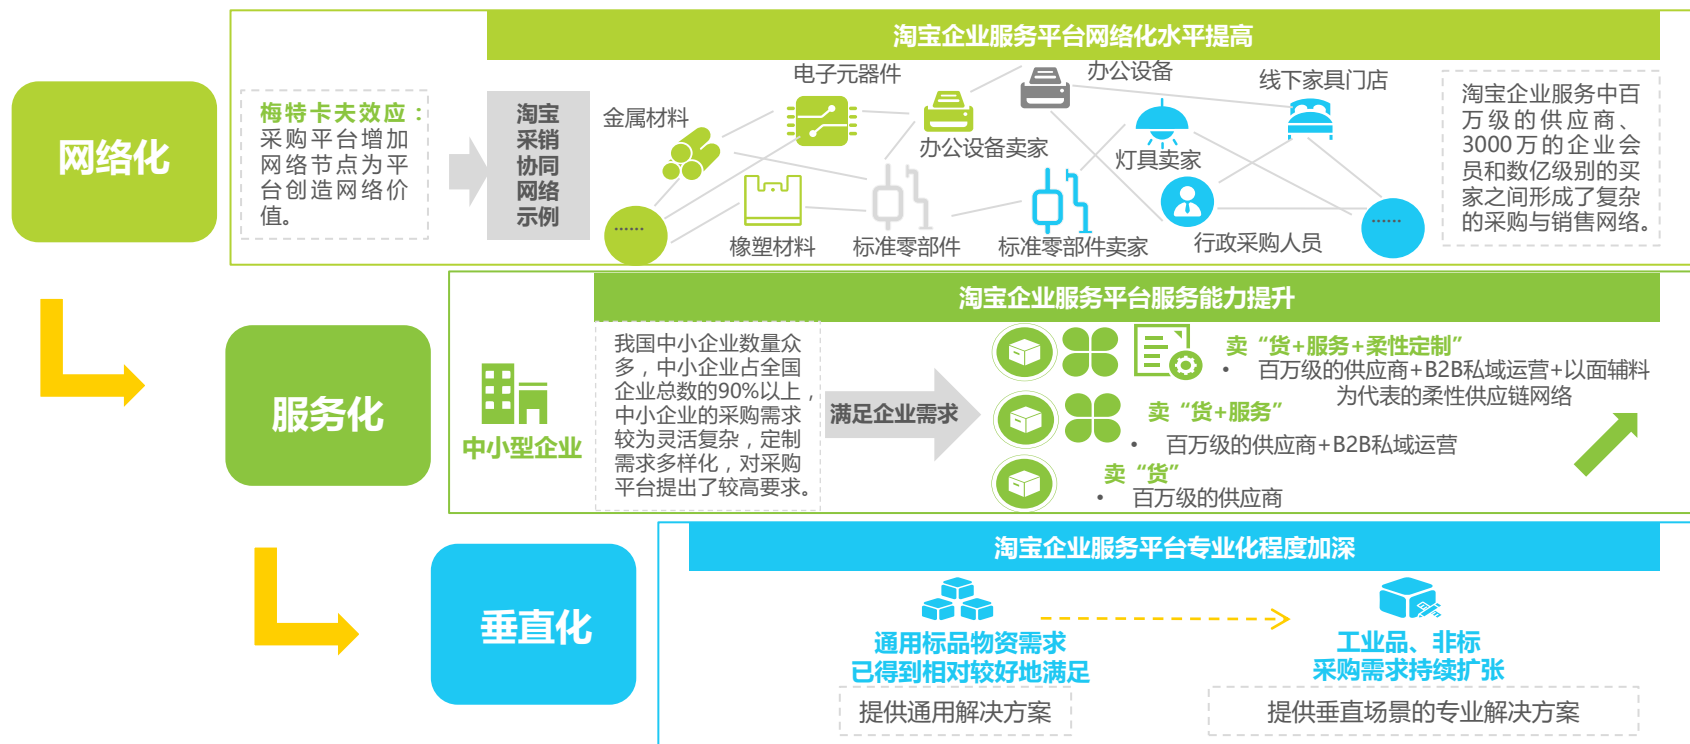 淘宝企业服务平台网络化水平提高
网络化
梅特卡夫效应：
采购平台增加
网络节点为平
台创造网络价
值。
淘宝
采销
协同
网络
示例
电子元器件
办公设备
线下家具门店
金属材料
办公设备卖家
灯具卖家
……
……
橡塑材料
标准零部件
标准零部件卖家
行政采购人员
淘宝企业服务中百
万级的供应商、
3000万的企业会
员和数亿级别的买
家之间形成了复杂
的采购与销售网络。
淘宝企业服务平台服务能力提升
服务化
中小型企业
我国中小企业数量众
多，中小企业占全国
企业总数的90%以上，
中小企业的采购需求
较为灵活复杂，定制
需求多样化，对采购
平台提出了较高要求。
满足企业需求
卖“货+服务+柔性定制”
• 百万级的供应商+B2B私域运营+以面辅料
为代表的柔性供应链网络
卖“货+服务”
• 百万级的供应商+B2B私域运营
卖“货”
• 百万级的供应商
淘宝企业服务平台专业化程度加深
垂直化
通用标品物资需求
已得到相对较好地满足
提供通用解决方案
工业品、非标
采购需求持续扩张
提供垂直场景的专业解决方案